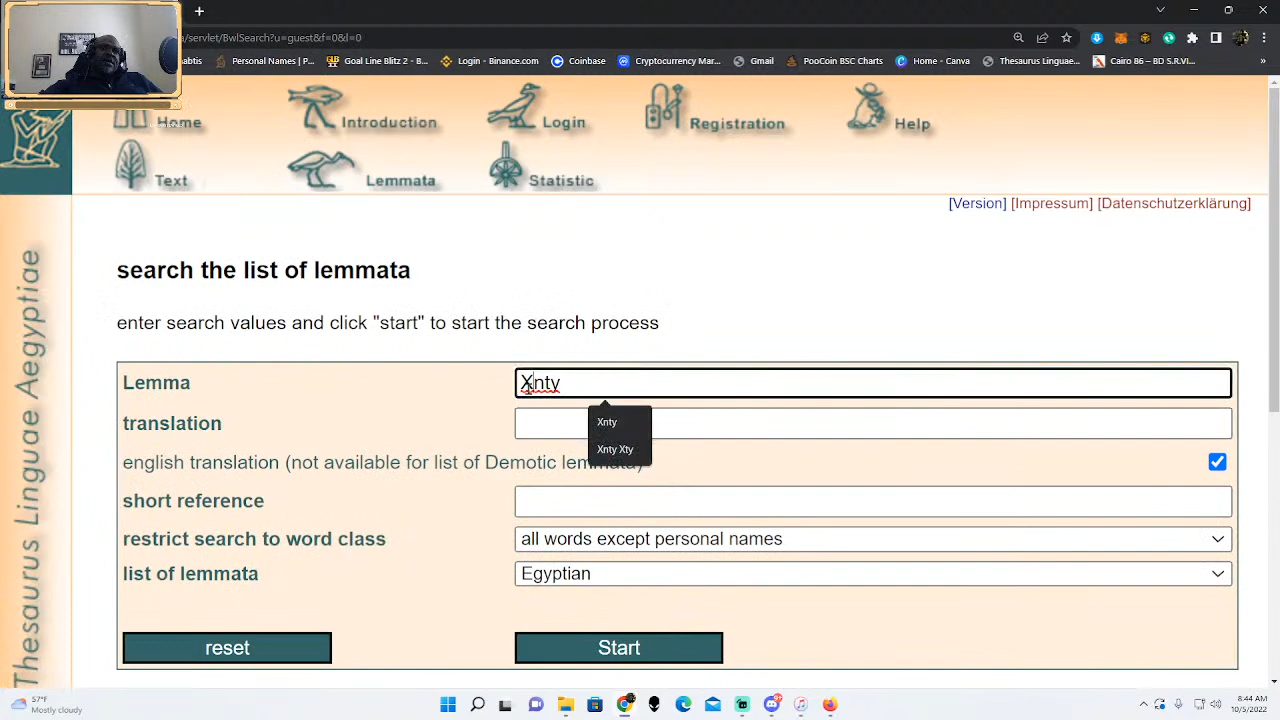 a/servlet/BwlSearch?u=guest&f=0&d=0
abitic
Personal Names | P...
GOAL Line Blitz 2 - B...
Log In | Binance.com
Coinbase
Cryptocurrency Mar...
Gmail
Poocoin BSC Charts
Home - Canva
Thesaurus Linguae...
Cairo Dic – BD D.R.VI...
»
Home
Introduction
Login
Registration
Help
Text
Lemmata
Statistic
[Version] [Impressum] [Datenschutzerklärung]
Thesaurus Linguae Aegyptiae
search the list of lemmata
enter search values and click "start" to start the search process
Lemma
Xnty
translation
Xnty
Xnty Xty
english translation (not available for list of Demotic lemmata)
short reference
restrict search to word class
all words except personal names
list of lemmata
Egyptian
reset
Start
57°F
Mostly cloudy
8:44 AM
10/5/2022